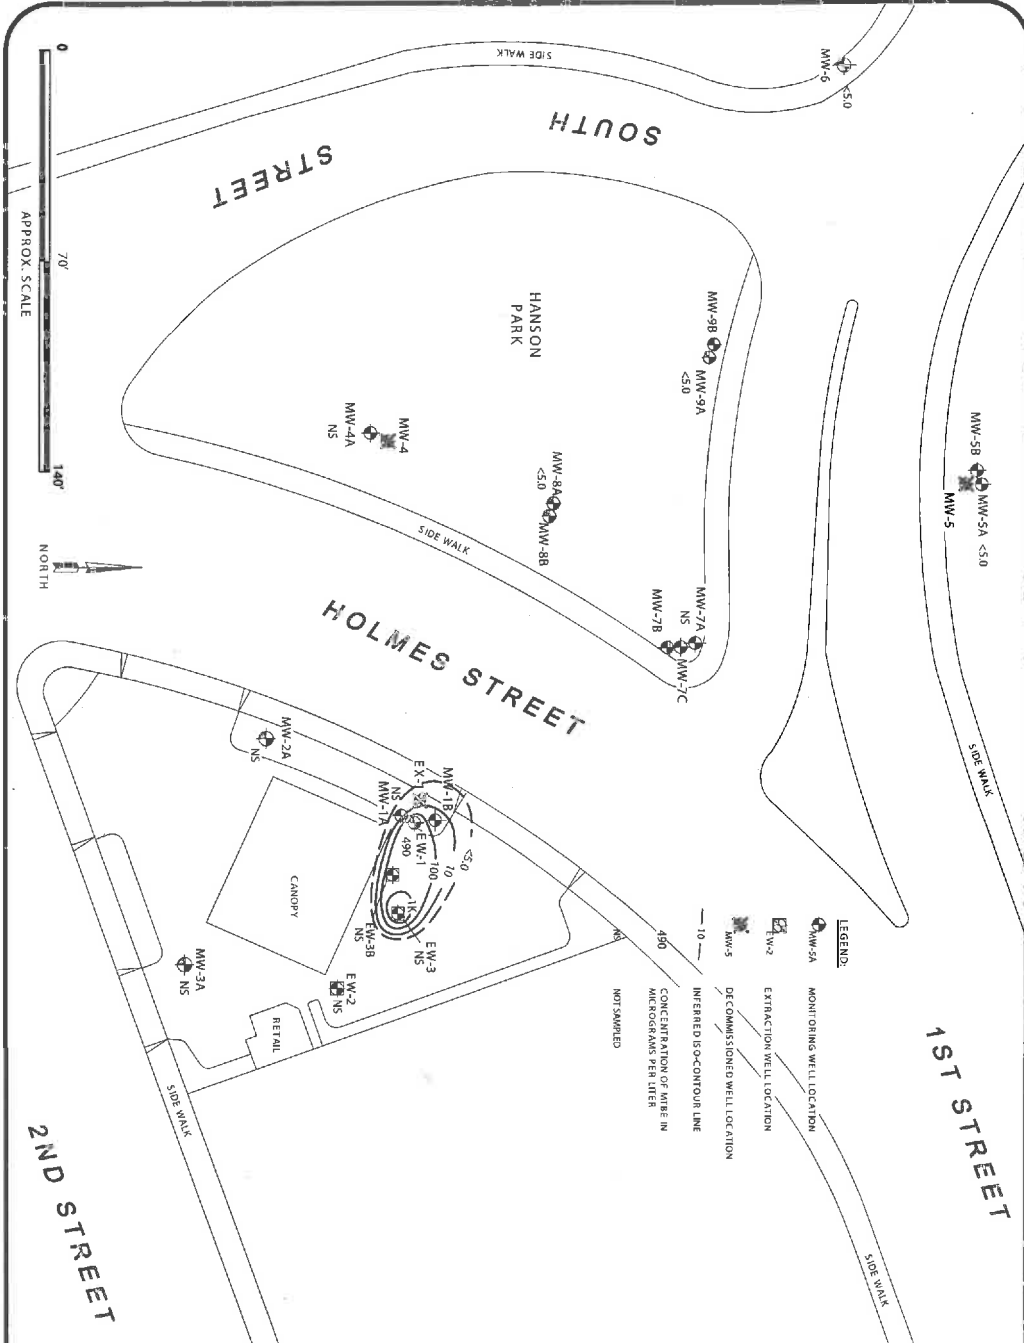 SIDE WALK
SOUTH
STREET
MW-6
<5.0
0
70'
140'
APPROX. SCALE
NORTH
HANSON
PARK
MW-9B
MW-9A
<5.0
MW-4
MW-4A
NS
MW-8A
<5.0
MW-8B
MW-5B
MW-5A <5.0
MW-5
SIDE WALK
MW-7A
NS
MW-7B
MW-7C
SIDE WALK
HOLMES STREET
MW-2A
NS
EX-1
MW-1B
NS
MW-1A
EW-1
490
100
10
<5.0
1K
EW-3
NS
EW-3B
NS
CANOPY
EW-2
NS
MW-3A
NS
RETAIL
LEGEND:
MW-5A
MONITORING WELL LOCATION
EW-2
EXTRACTION WELL LOCATION
MW-5
DECOMMISSIONED WELL LOCATION
10
INFERRED ISO-CONTOUR LINE
490
CONCENTRATION OF MTBE IN
MICROGRAMS PER LITER
NS
NOT SAMPLED
1ST STREET
SIDE WALK
SIDE WALK
2ND STREET